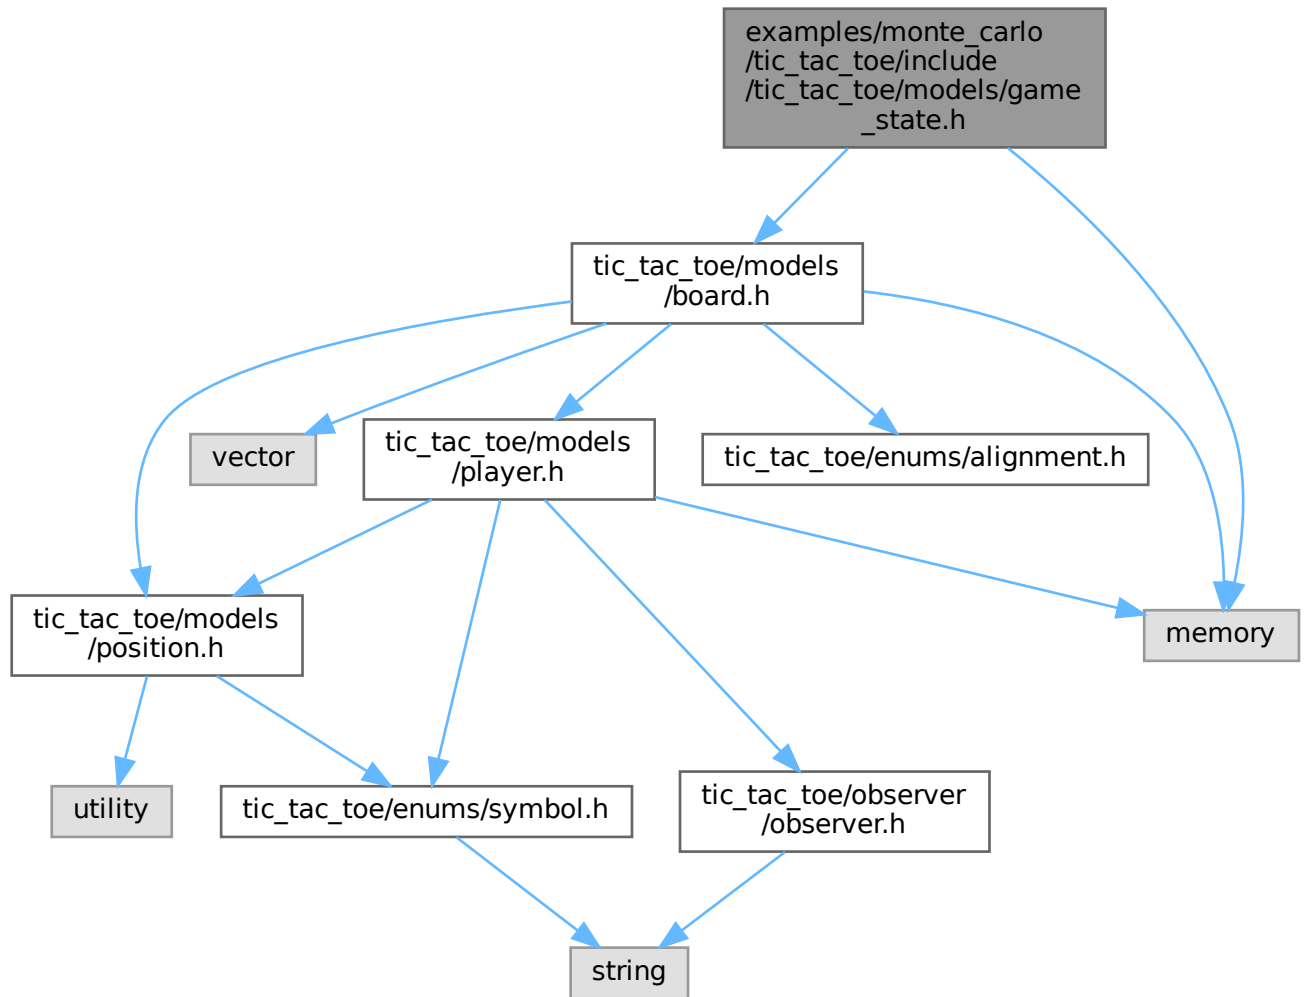 examples/monte_carlo
/tic_tac_toe/include
/tic_tac_toe/models/game
_state.h
tic_tac_toe/models
/board.h
vector
tic_tac_toe/models
/player.h
tic_tac_toe/enums/alignment.h
tic_tac_toe/models
/position.h
memory
utility
tic_tac_toe/enums/symbol.h
tic_tac_toe/observer
/observer.h
string